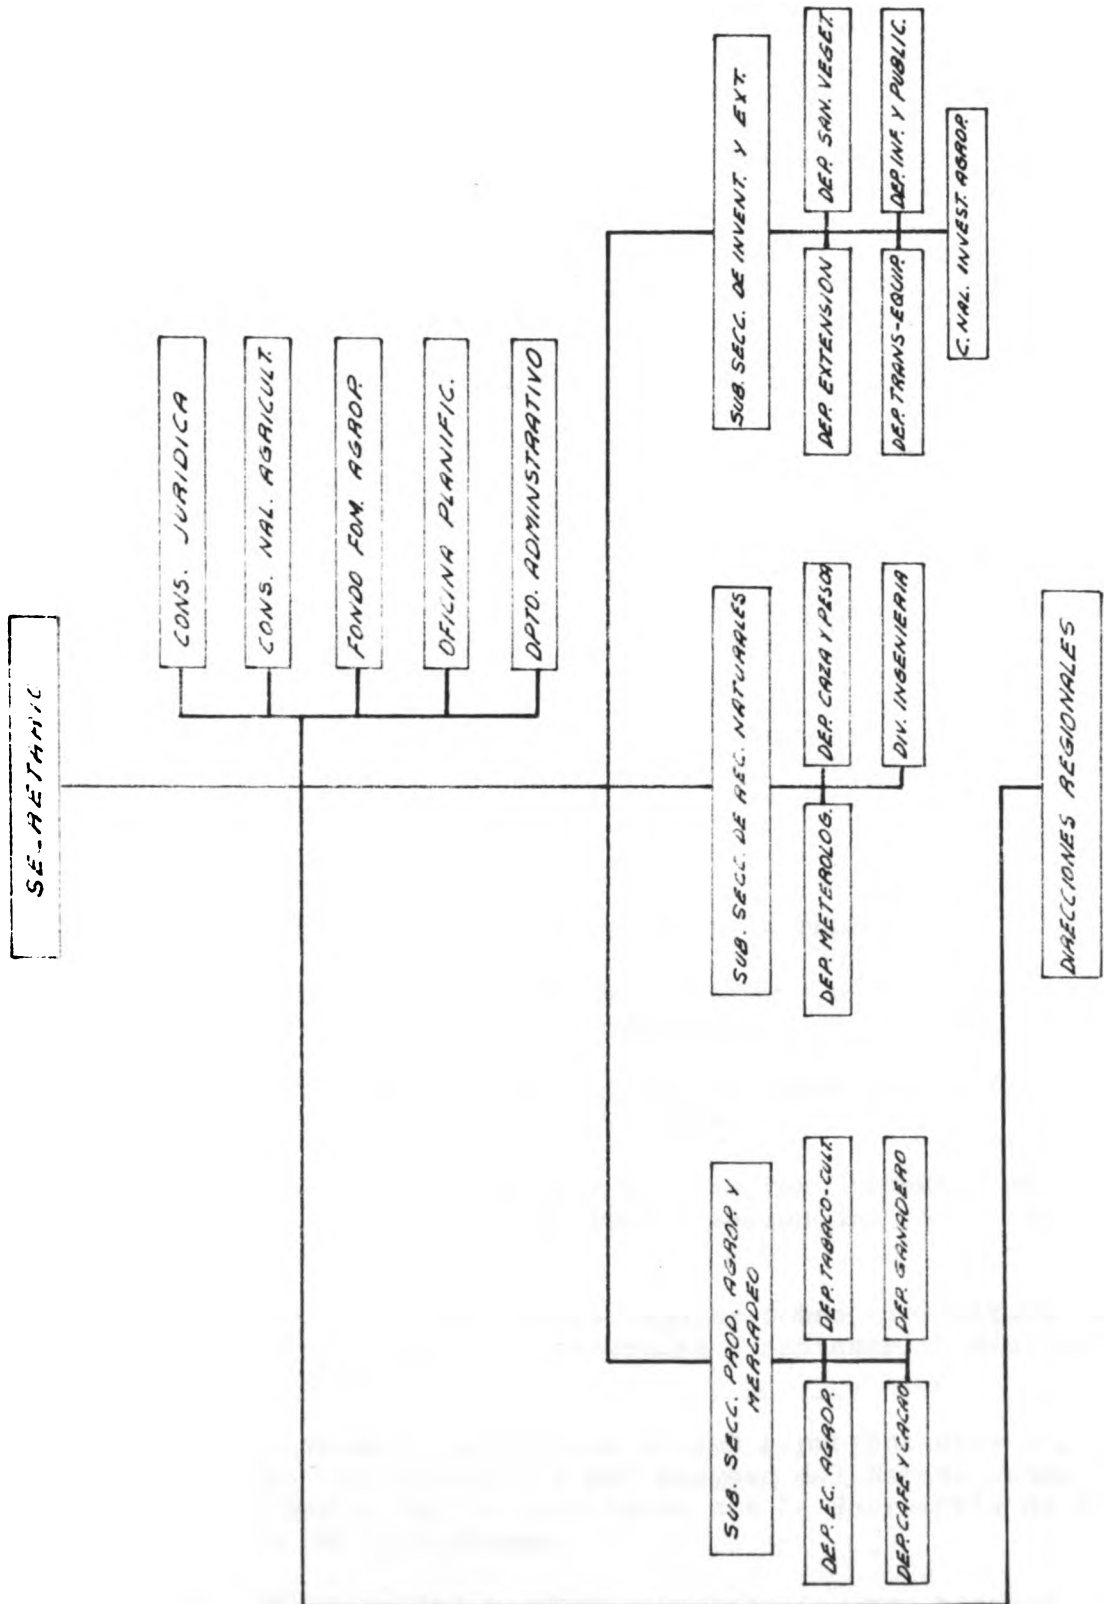 CONS. JURIDICA
CONS. NAL. AGRICULT.
FONDO FOM. AGROP.
OFICINA PLANIFIC.
DPTO. ADMINSTRATIVO
SUB. SECC. PROD. AGROP. Y
MERCADEO
DEP. EC. AGROP.
DEP. TABACO-CULT.
DEP. CAFE Y CACAO
DEP. GANADERO
SUB. SECC. DE REC. NATURALES
DEP. METEROLOG.
DEP. CAZA Y PESCA
DIV. INGENIERIA
SUB. SECC. DE INVENT. Y EXT.
DEP. EXTENSION
DEP. SAN. VEGET.
DEP. TRANS-EQUIP.
DEP. INF. Y PUBLIC.
C. NAL. INVEST. AGROP.
DIRECCIONES REGIONALES